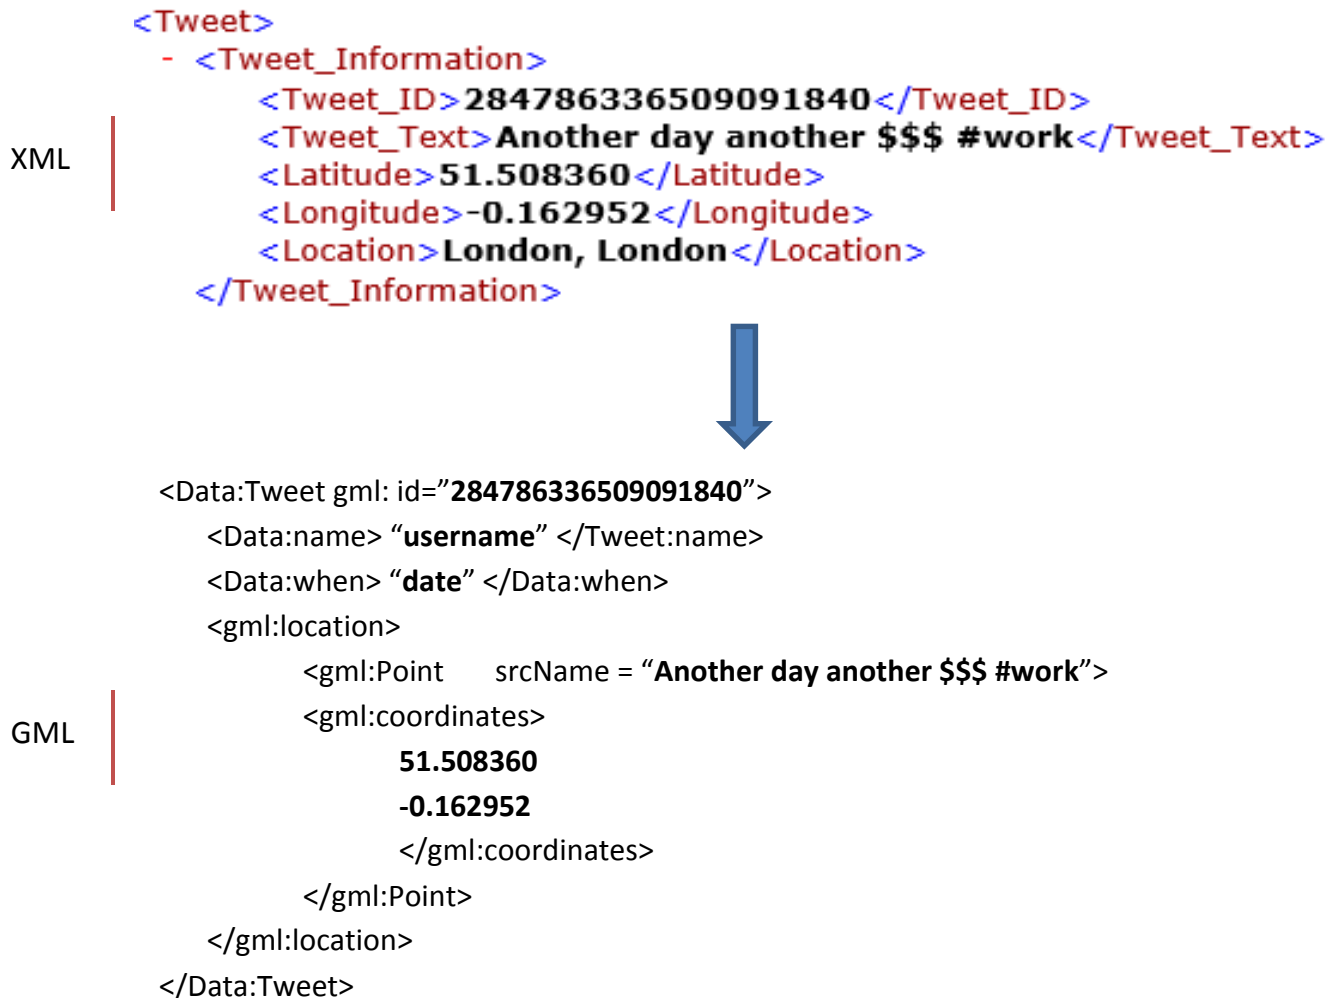 <Tweet>
- <Tweet_Information>
<Tweet_ID>284786336509091840</Tweet_ID>
<Tweet_Text>Another day another $$$ #work</Tweet_Text>
XML
<Latitude>51.508360</Latitude>
<Longitude>-0.162952</Longitude>
<Location>London, London</Location>
</Tweet_Information>
<Data:Tweet gml: id=”284786336509091840”>
<Data:name> “username” </Tweet:name>
<Data:when> “date” </Data:when>
<gml:location>
<gml:Point srcName = “Another day another $$$ #work”>
<gml:coordinates>
GML
51.508360
-0.162952
</gml:coordinates>
</gml:Point>
</gml:location>
</Data:Tweet>